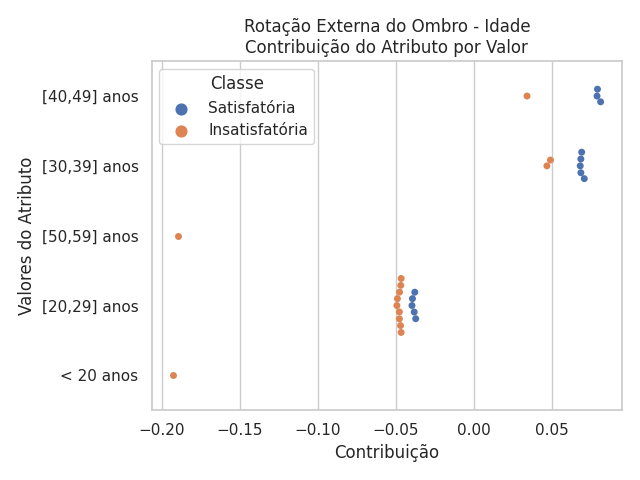 Rotação Externa do Ombro - Idade
Contribuição do Atributo por Valor
Classe
Satisfatória
Insatisfatória
Valores do Atributo
[40,49] anos
[30,39] anos
[50,59] anos
[20,29] anos
< 20 anos
−0.20 −0.15 −0.10 −0.05 0.00 0.05
Contribuição